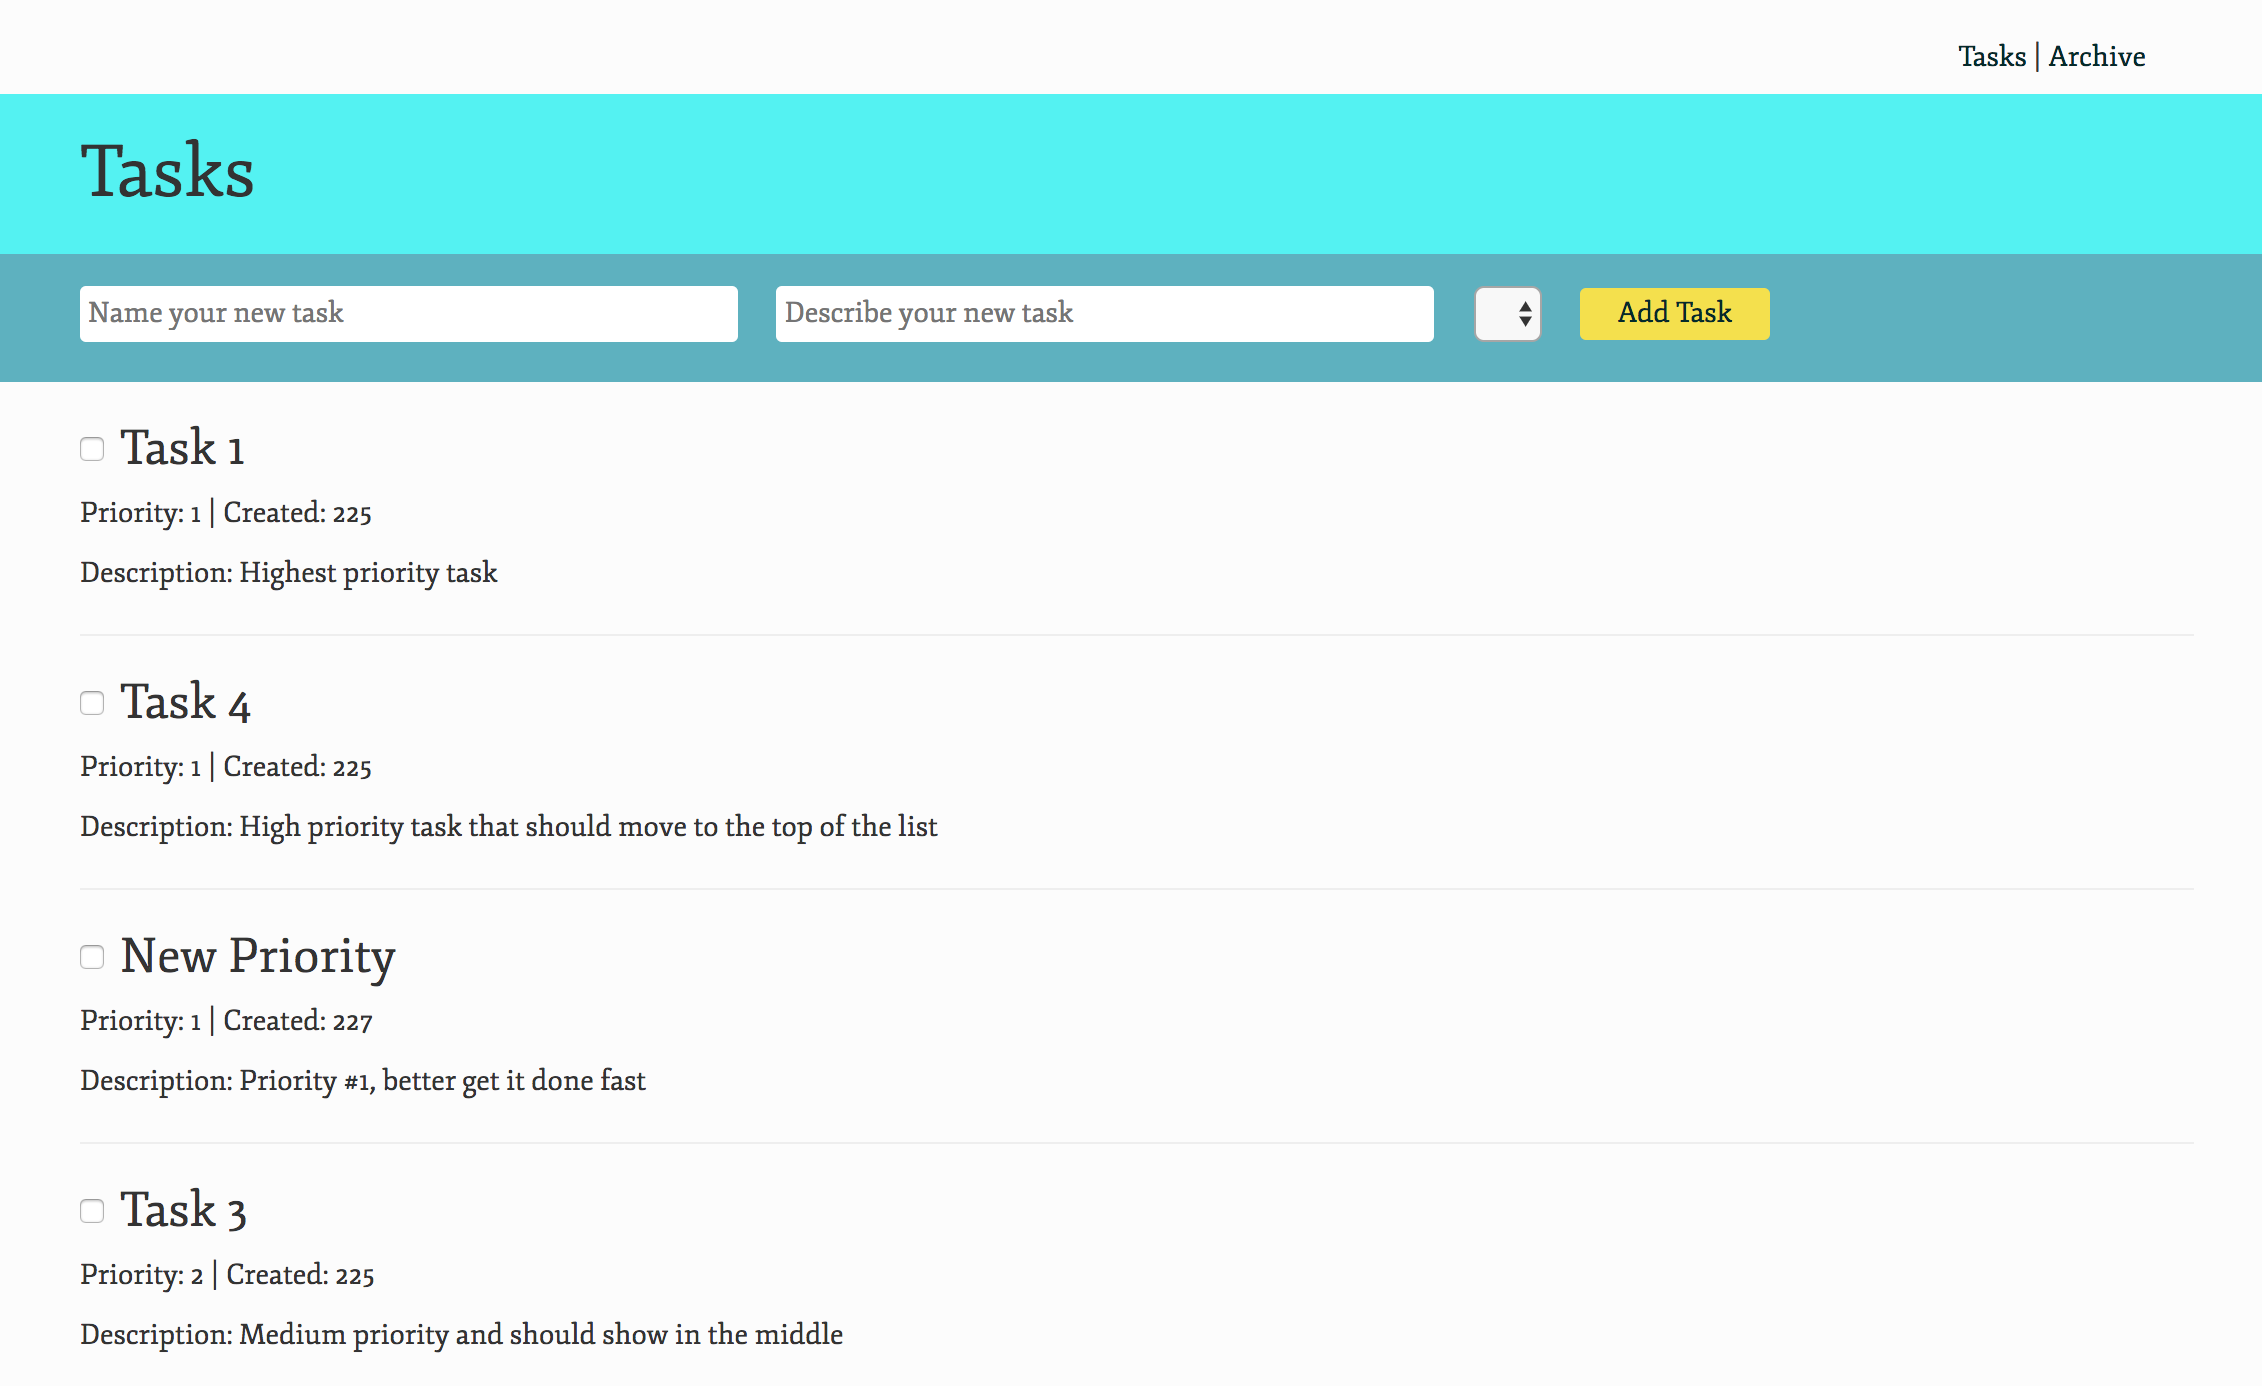 Tasks | Archive
Tasks
Name your new task
Describe your new task
Add Task
Task 1
Priority: 1 | Created: 225
Description: Highest priority task
Task 4
Priority: 1 | Created: 225
Description: High priority task that should move to the top of the list
New Priority
Priority: 1 | Created: 227
Description: Priority #1, better get it done fast
Task 3
Priority: 2 | Created: 225
Description: Medium priority and should show in the middle